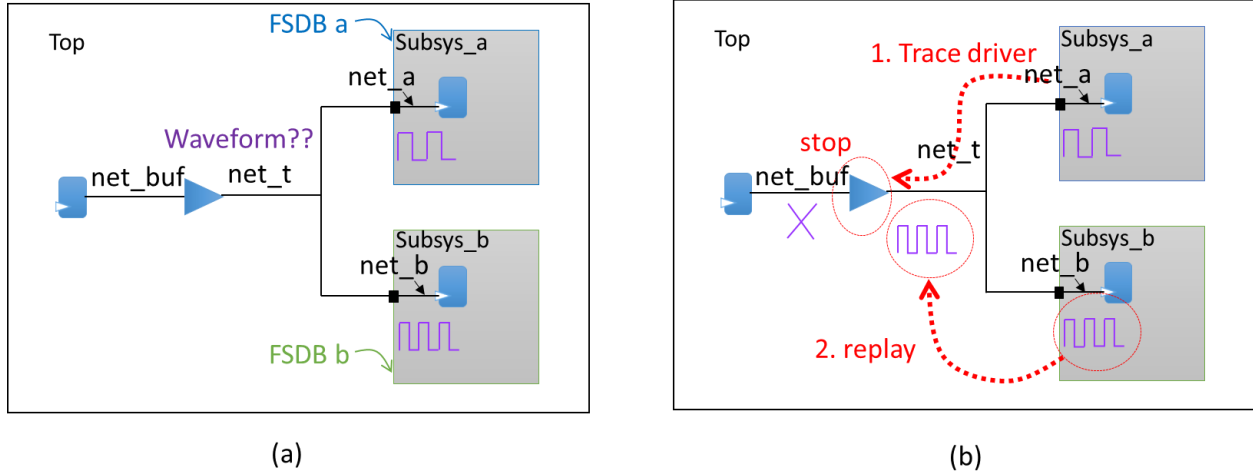 FSDB a
Top
Subsys_a
net_a
Waveform??
net_buf
net_t
Subsys_b
net_b
FSDB b
(a)
Top
Subsys_a
1. Trace driver
net_a
stop
net_t
net_buf
Subsys_b
net_b
2. replay
(b)